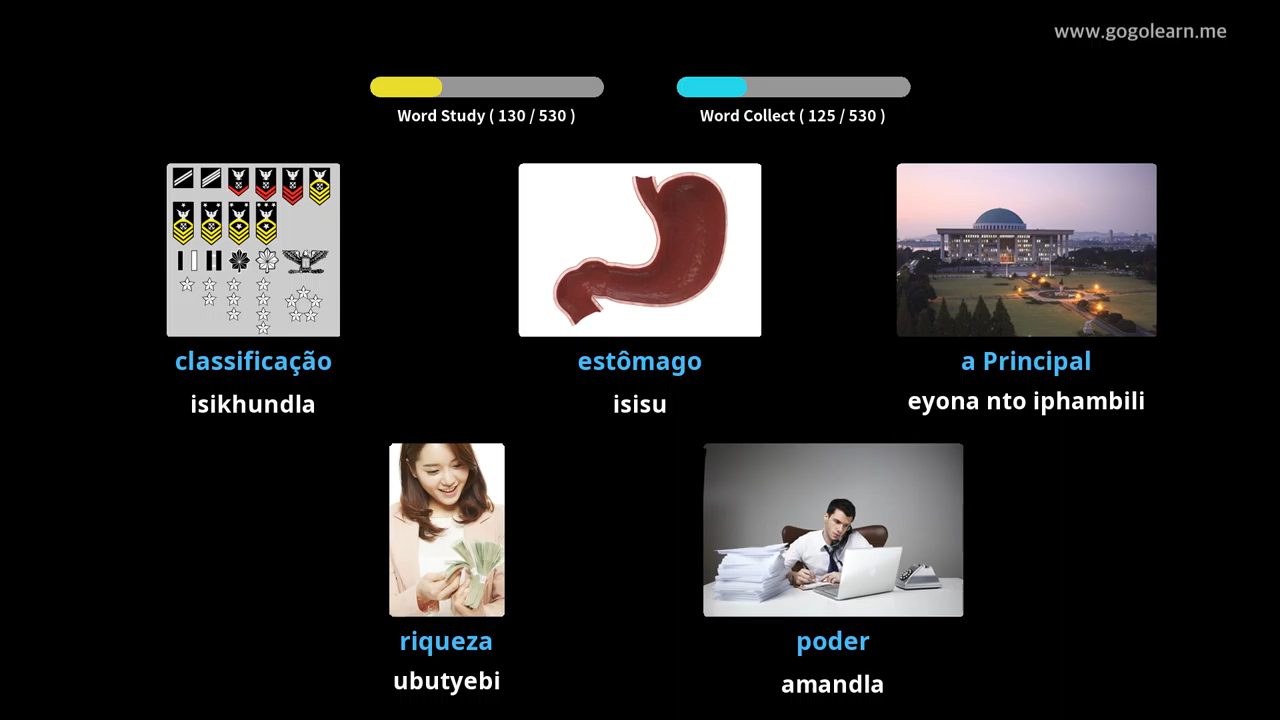 www.gogolearn.me
Word Study ( 130 / 530 )
Word Collect ( 125 / 530 )
classificação
isikhundla
estômago
isisu
a Principal
eyona nto iphambili
riqueza
ubutyebi
poder
amandla